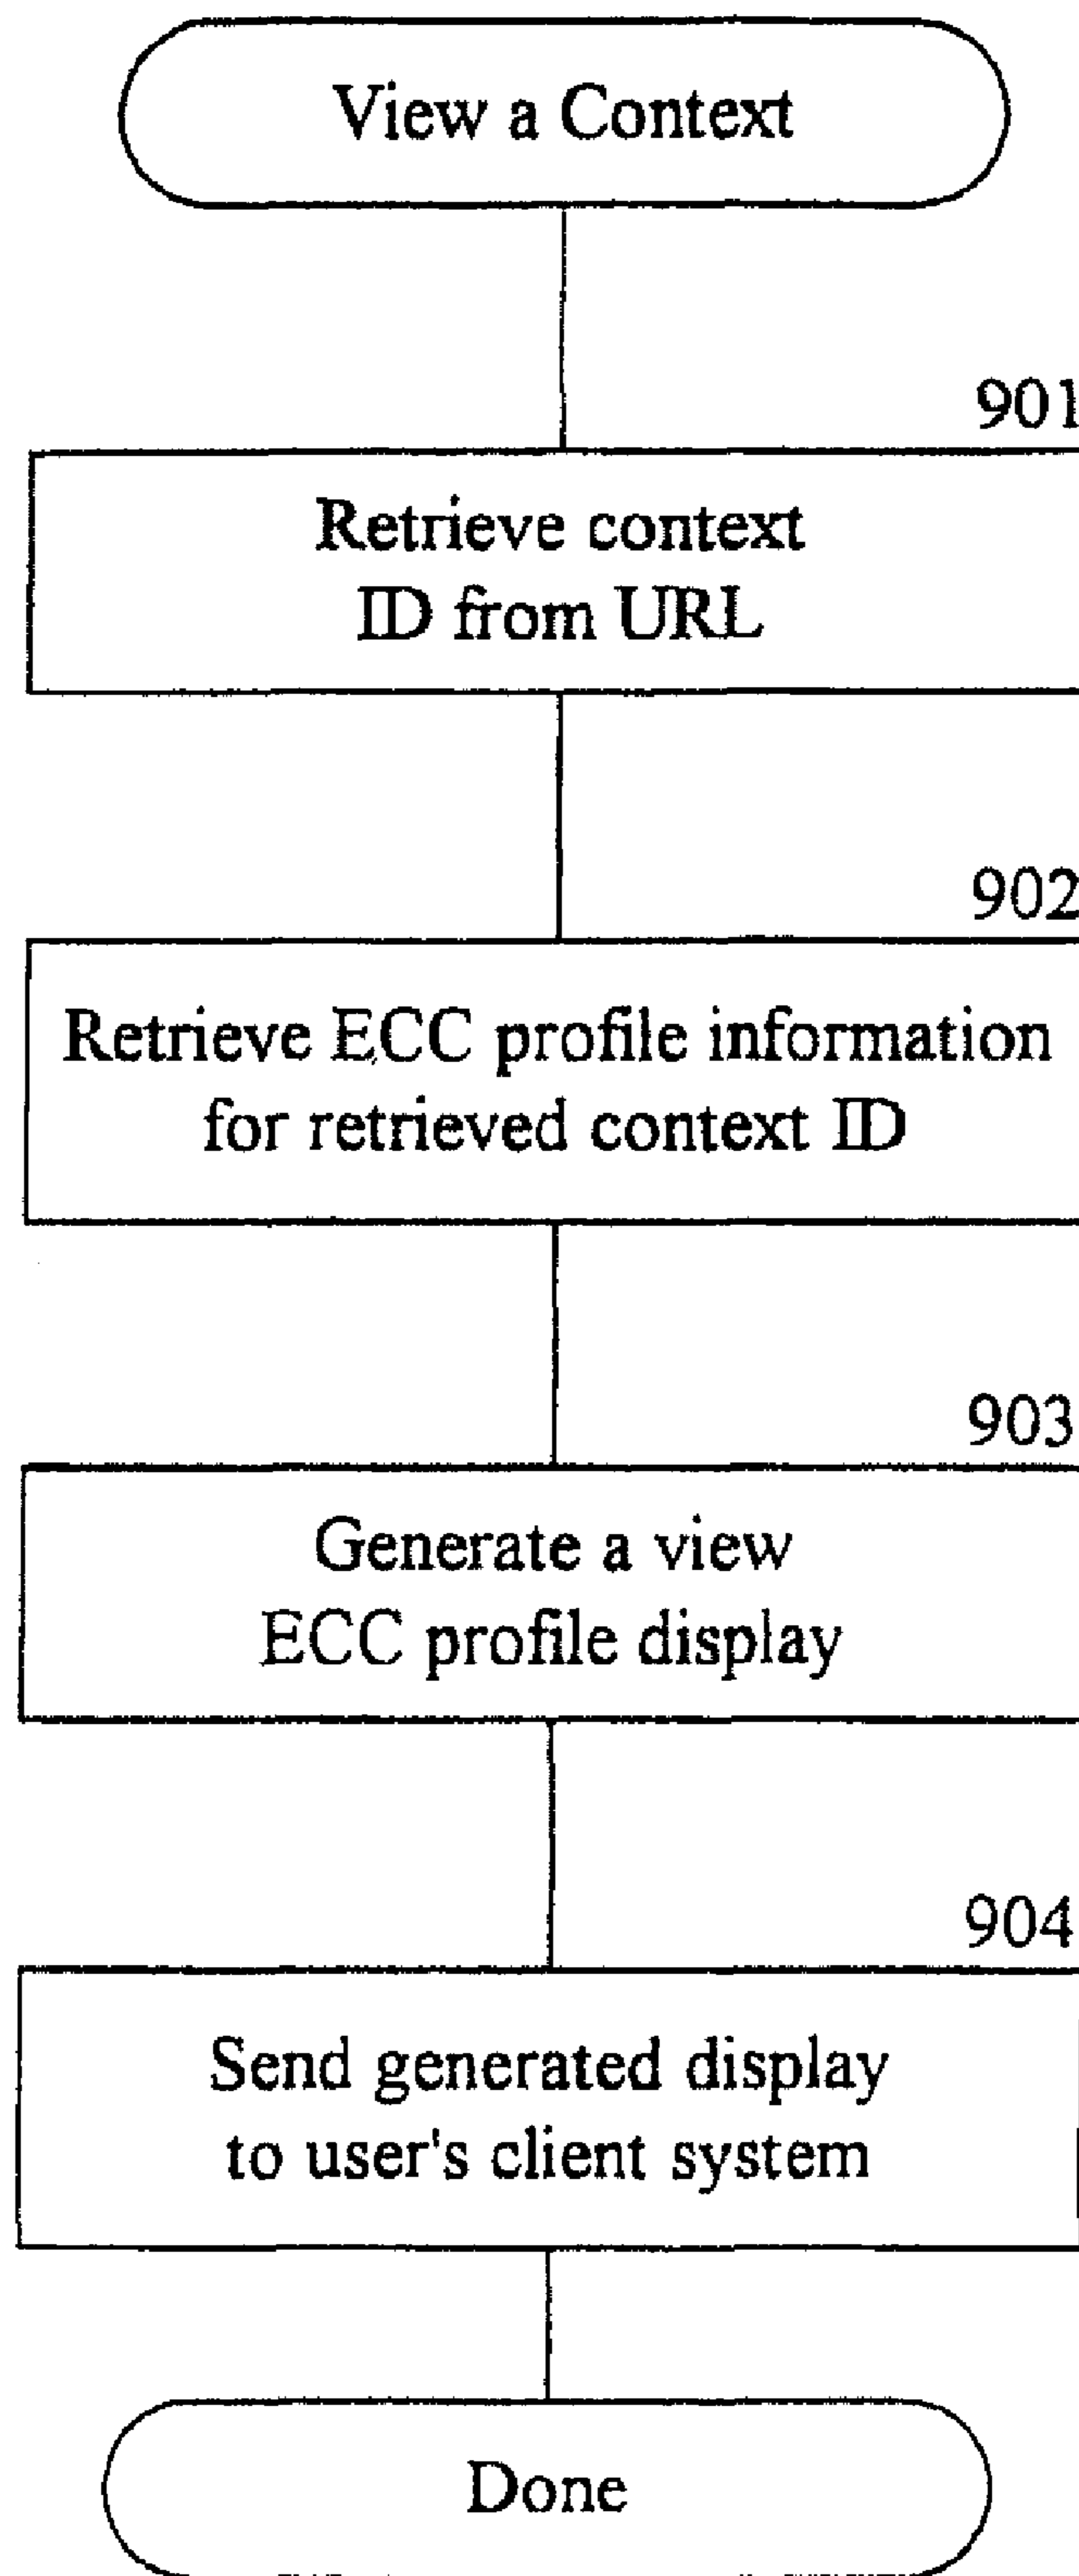 View a Context
901
Retrieve context
ID from URL
902
Retrieve ECC profile information
for retrieved context ID
903
Generate a view
ECC profile display
904
Send generated display
to user's client system
Done